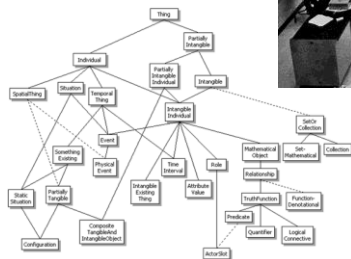 Thing
Partially
Intangible
Individual
Partially
Intangible
Individual
Intangible
SpatialThing
Situation
Temporal
Thing
Intangible
Individual
SetOr
Collection
Event
Something
Existing
Physical
Event
Time
Interval
Role
Mathematical
Object
Set-
Mathematical
Collection
Relationship
Static
Situation
Partially
Tangible
Intangible
Existing
Thing
Attribute
Value
TruthFunction
Function-
Denotational
Predicate
Configuration
Composite
TangibleAnd
IntangibleObject
Quantifier
Logical
Connective
ActorSlot